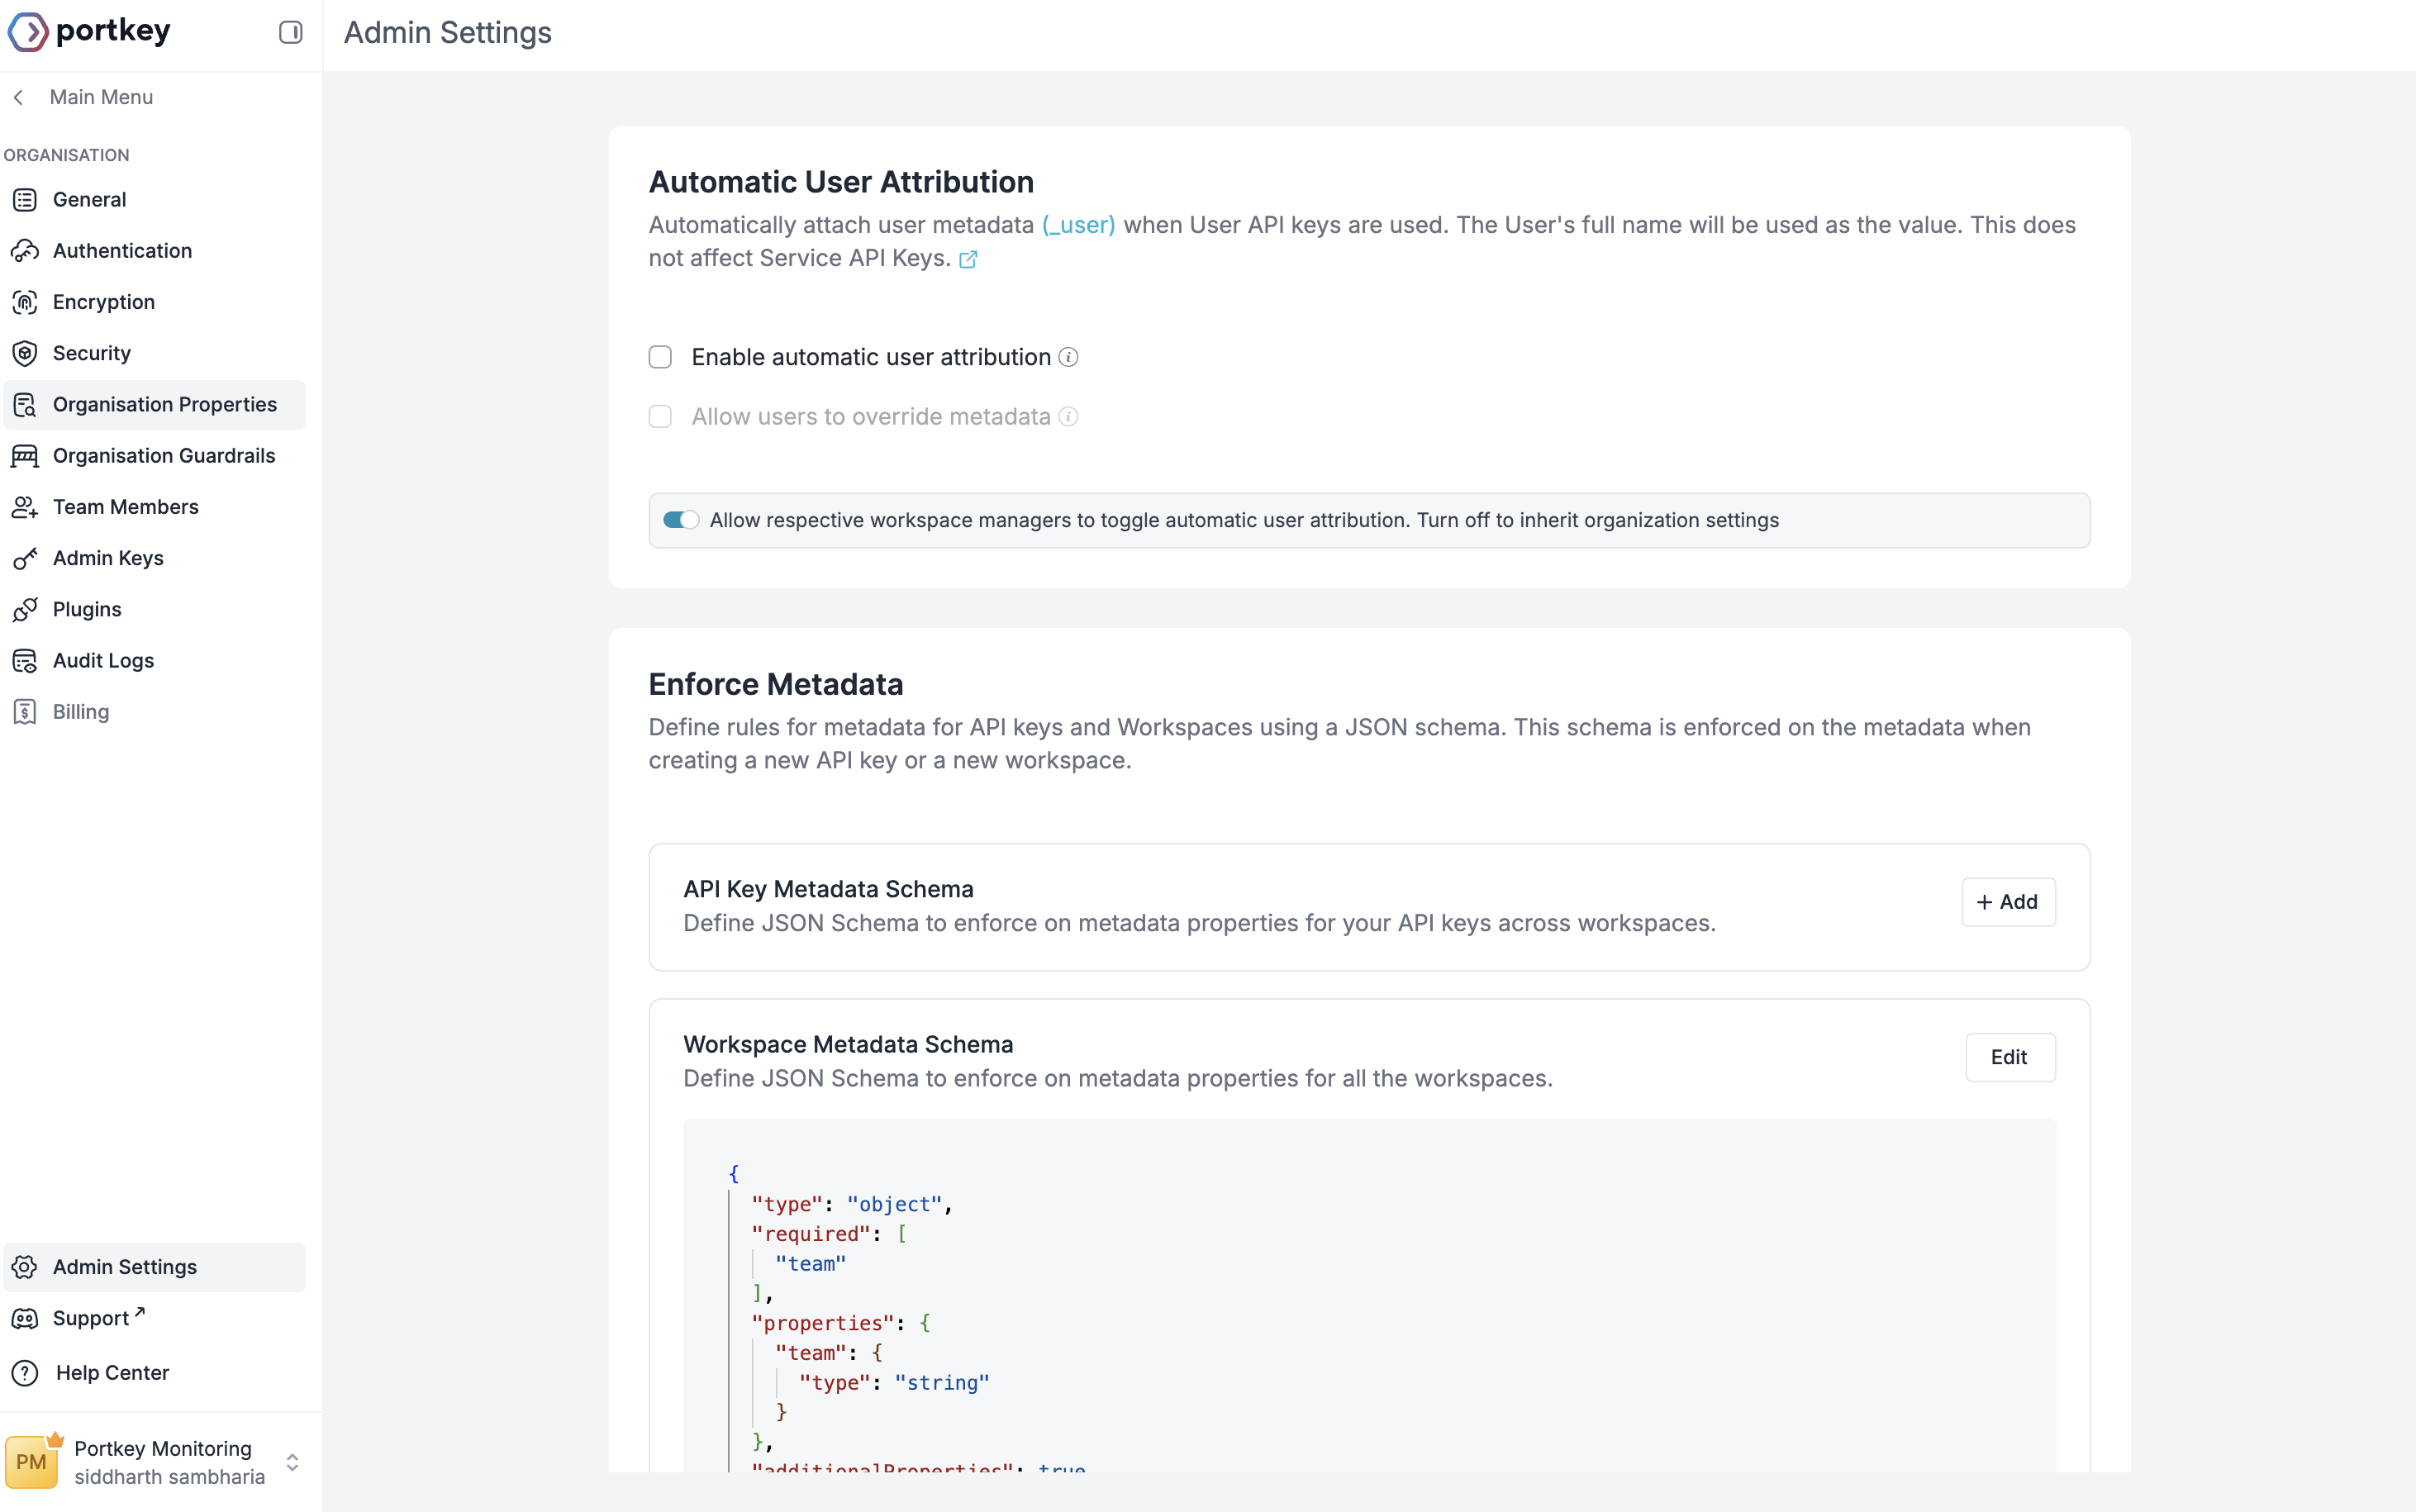 portkey
Admin Settings
Main Menu
ORGANISATION
General
Authentication
Encryption
Security
Organisation Properties
Organisation Guardrails
Team Members
Admin Keys
Plugins
Audit Logs
Billing
Admin Settings
Support
Help Center
PM
Portkey Monitoring
siddharth sambharia
Automatic User Attribution
Automatically attach user metadata (_user) when User API keys are used. The User's full name will be used as the value. This does
not affect Service API Keys.
Enable automatic user attribution
Allow users to override metadata
Allow respective workspace managers to toggle automatic user attribution. Turn off to inherit organization settings
Enforce Metadata
Define rules for metadata for API keys and Workspaces using a JSON schema. This schema is enforced on the metadata when
creating a new API key or a new workspace.
API Key Metadata Schema
Define JSON Schema to enforce on metadata properties for your API keys across workspaces.
+ Add
Workspace Metadata Schema
Define JSON Schema to enforce on metadata properties for all the workspaces.
Edit
{
"type": "object",
"required": [
"team"
],
"properties": {
"team": {
"type": "string"
}
},
"additionalProperties": true